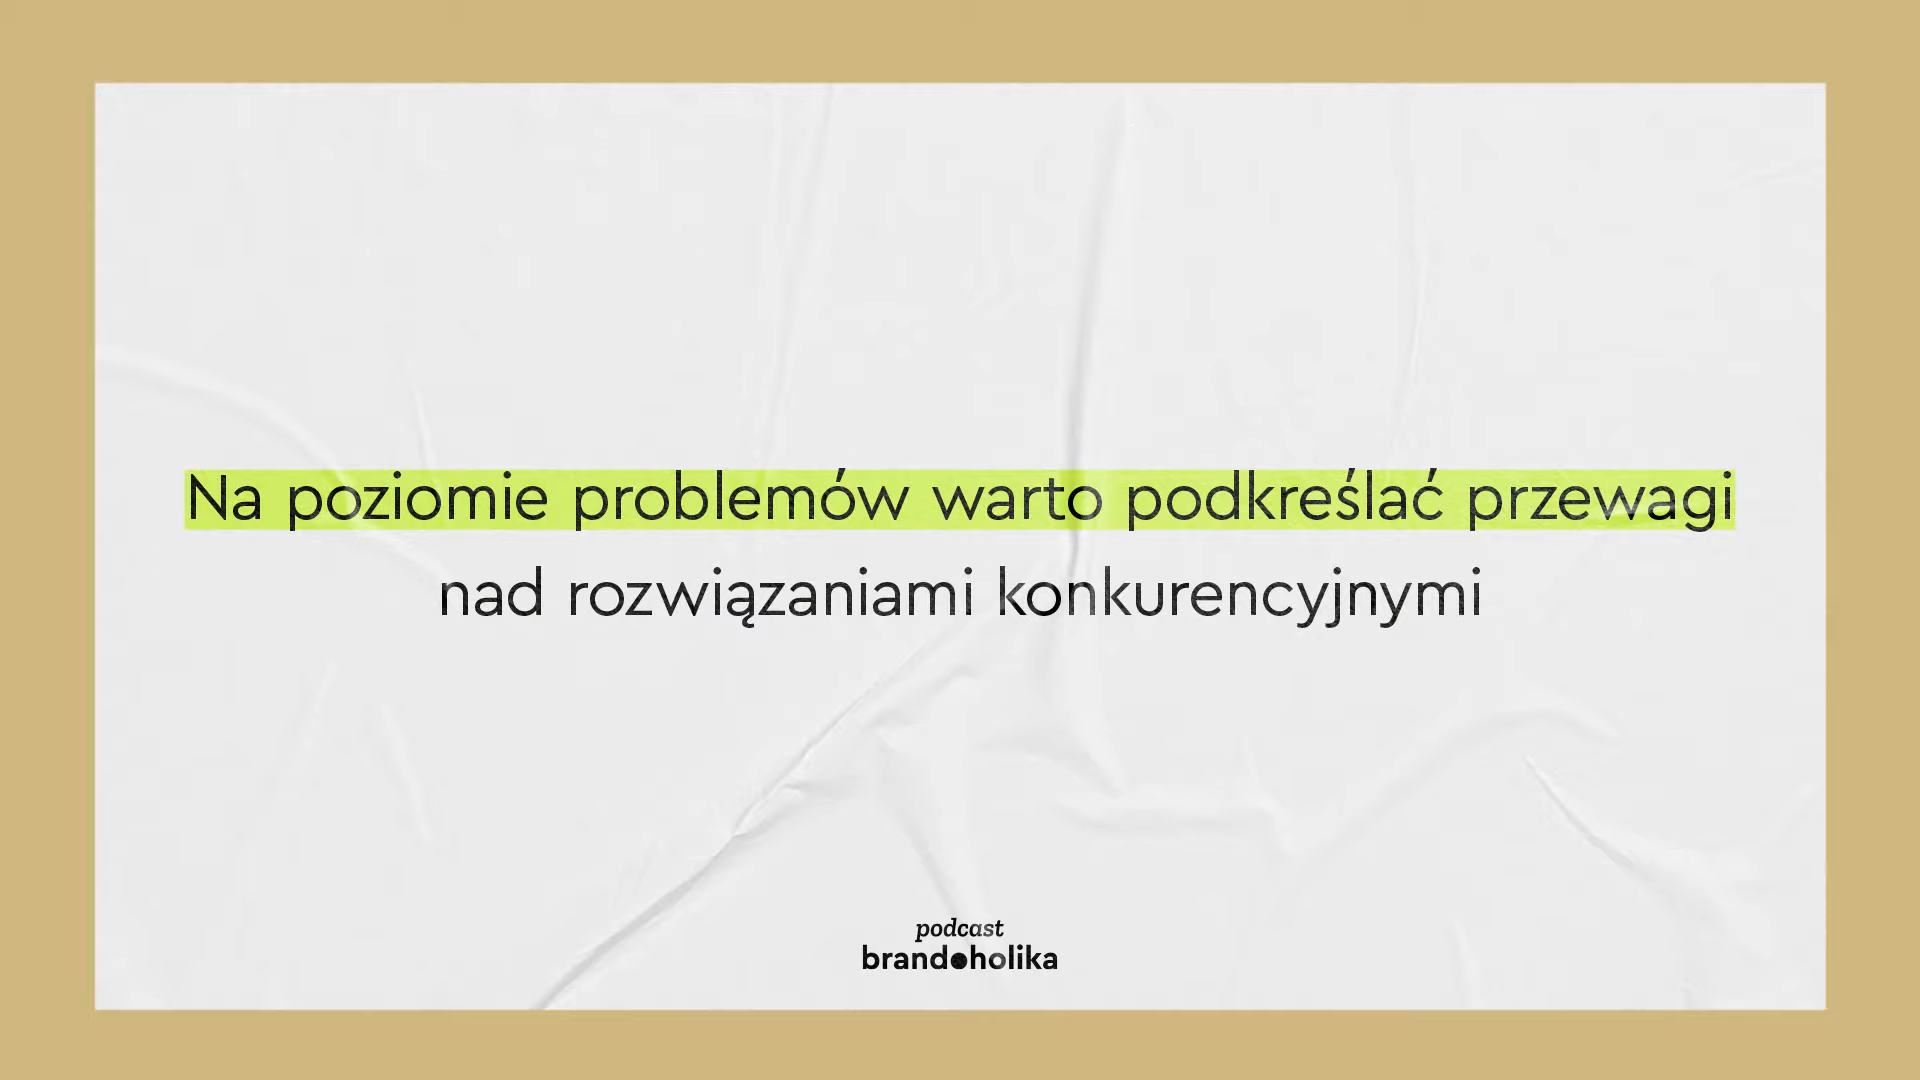 Na poziomie problemów warto podkreślać przewagi
nad rozwiązaniami konkurencyjnymi
podcast
brandoholika